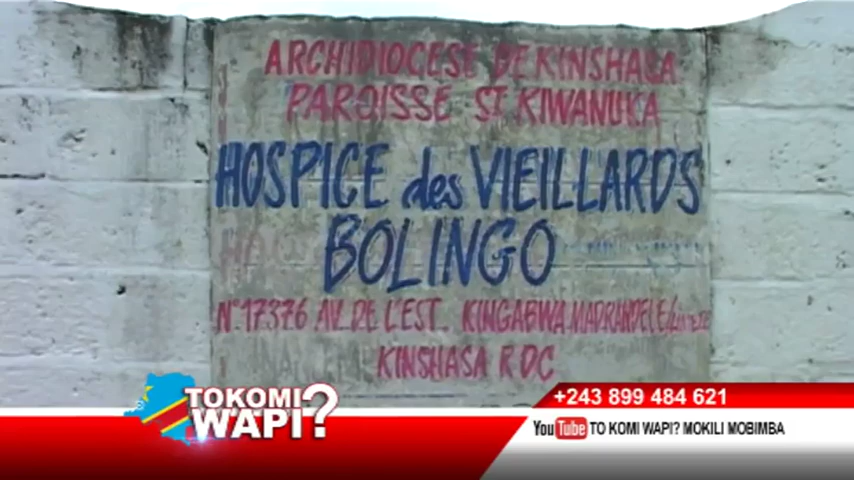 ARCHIDIOCESE DE KINSHASA
PAROISSE ST KIWANUKA
HOSPICE des VIEILLARDS
BOLINGO
N° 17376 AV. DE L'EST. KINGABWA
KINSHASA RDC
TOKOMI WAPI?
+243 899 484 621
YouTube TO KOMI WAPI? MOKILI MOBIMBA